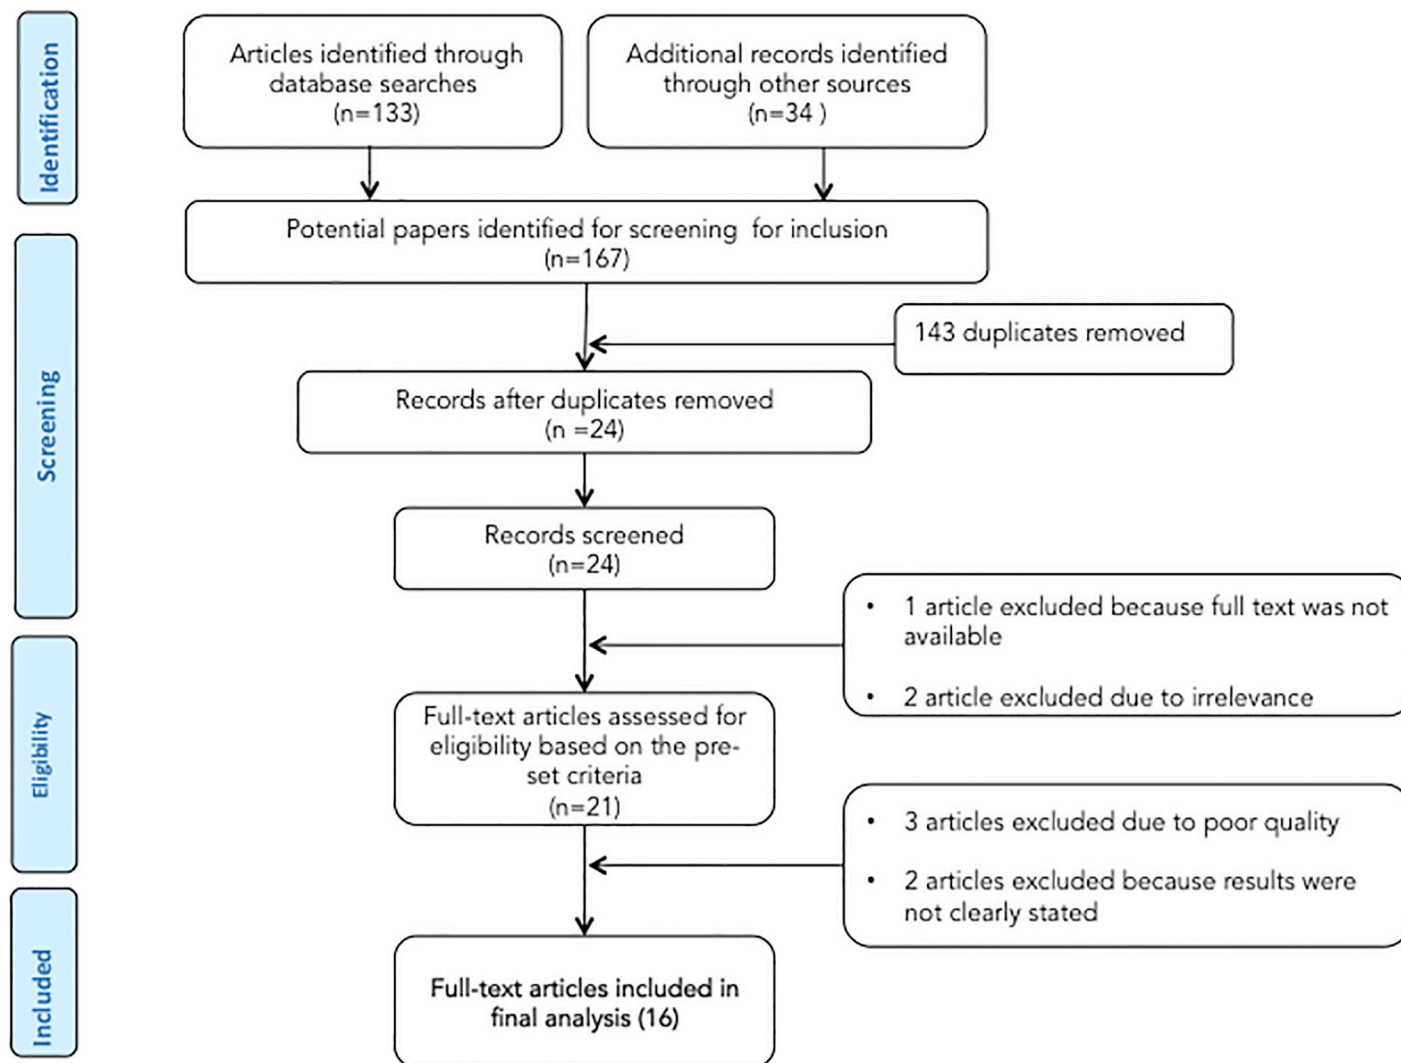 Identification
Articles identified through
database searches
(n=133)
Additional records identified
through other sources
(n=34 )
Potential papers identified for screening  for inclusion
(n=167)
Screening
143 duplicates removed
Records after duplicates removed
(n =24)
Records screened
(n=24)
• 1 article excluded because full text was not
available
• 2 article excluded due to irrelevance
Eligibility
Full-text articles assessed for
eligibility based on the pre-
set criteria
(n=21)
• 3 articles excluded due to poor quality
• 2 articles excluded because results were
not clearly stated
Included
Full-text articles included in
final analysis (16)